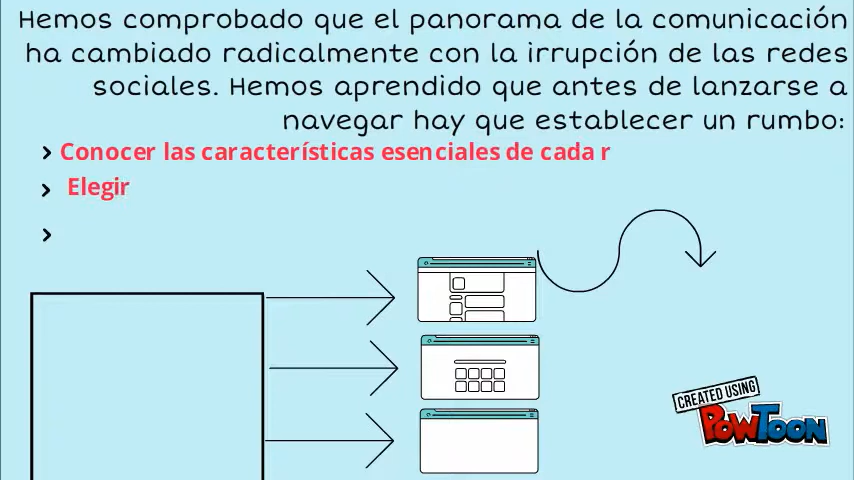 Hemos comprobado que el panorama de la comunicación
ha cambiado radicalmente con la irrupción de las redes
sociales. Hemos aprendido que antes de lanzarse a
navegar hay que establecer un rumbo:
Conocer las características esenciales de cada r
Elegir
CREATED USING
POWTOON